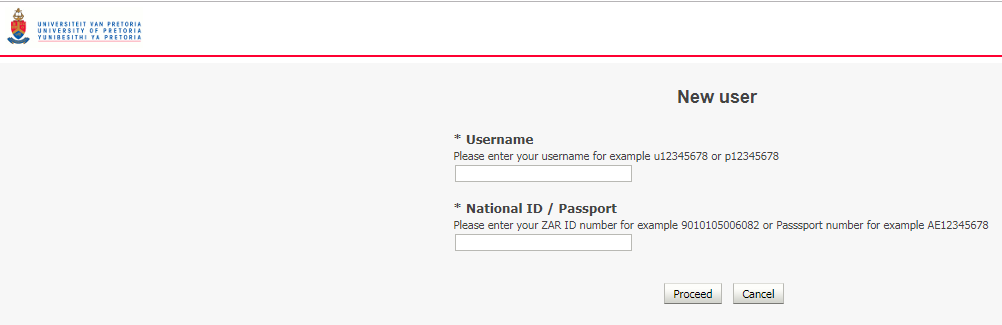 UNIVERSITEIT VAN PRETORIA
UNIVERSITY OF PRETORIA
YUNIBESITHI YA PRETORIA
New user
* Username
Please enter your username for example u12345678 or p12345678
* National ID / Passport
Please enter your ZAR ID number for example 9010105006082 or Passsport number for example AE12345678
Proceed Cancel